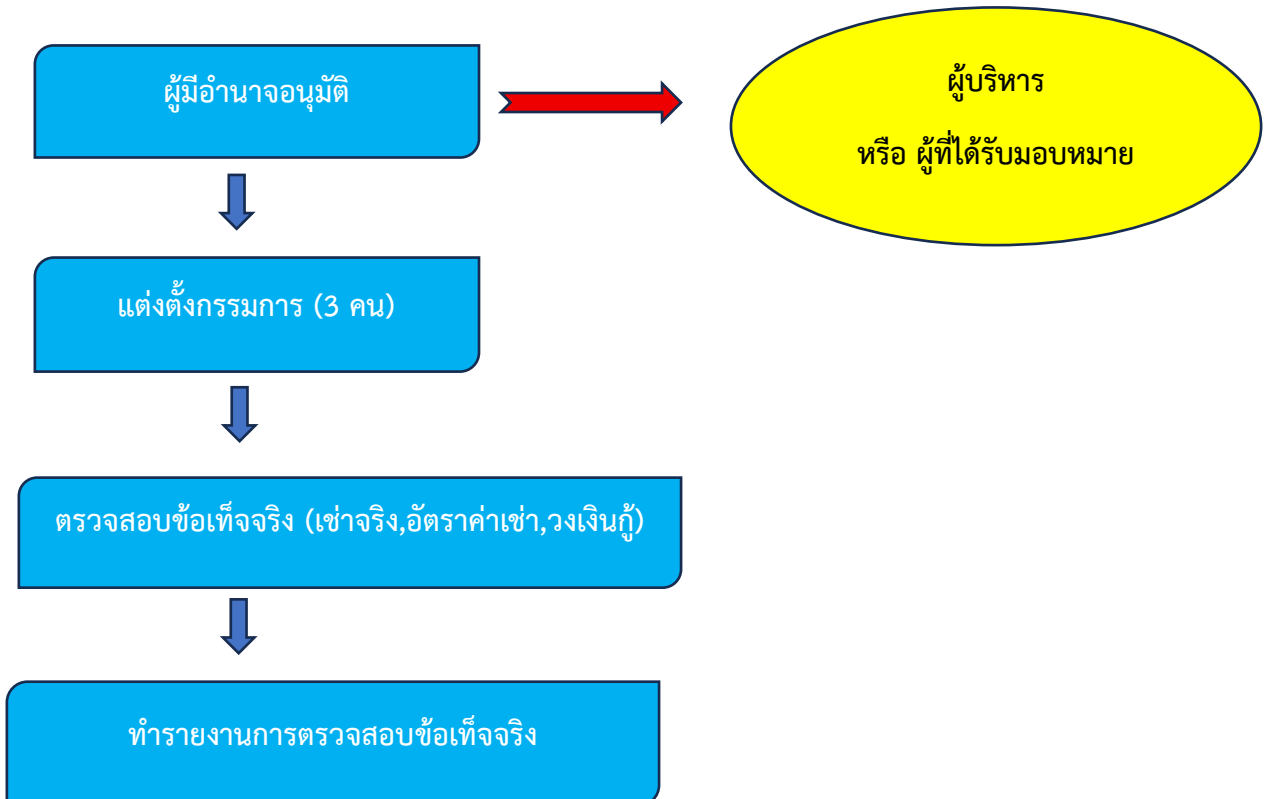 ผู้มีอำนาจอนุมัติ
ผู้บริหาร
หรือ ผู้ที่ได้รับมอบหมาย
แต่งตั้งกรรมการ (3 คน)
ตรวจสอบข้อเท็จจริง (เช่าจริง,อัตราค่าเช่า,วงเงินกู้)
ทำรายงานการตรวจสอบข้อเท็จจริง